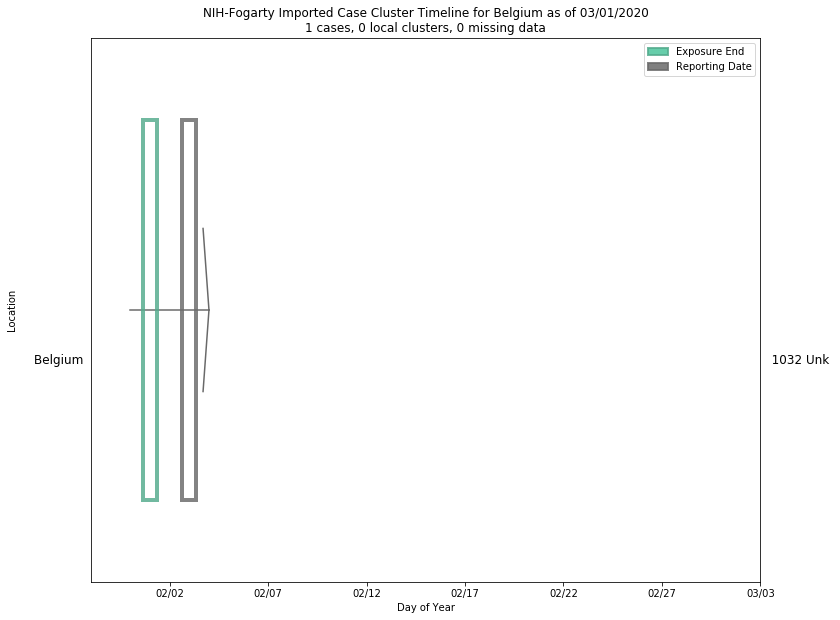 NIH-Fogarty Imported Case Cluster Timeline for Belgium as of 03/01/2020
1 cases, 0 local clusters, 0 missing data
Exposure End
Reporting Date
Location
Belgium
1032 Unk
02/02 02/07 02/12 02/17 02/22 02/27 03/03
Day of Year